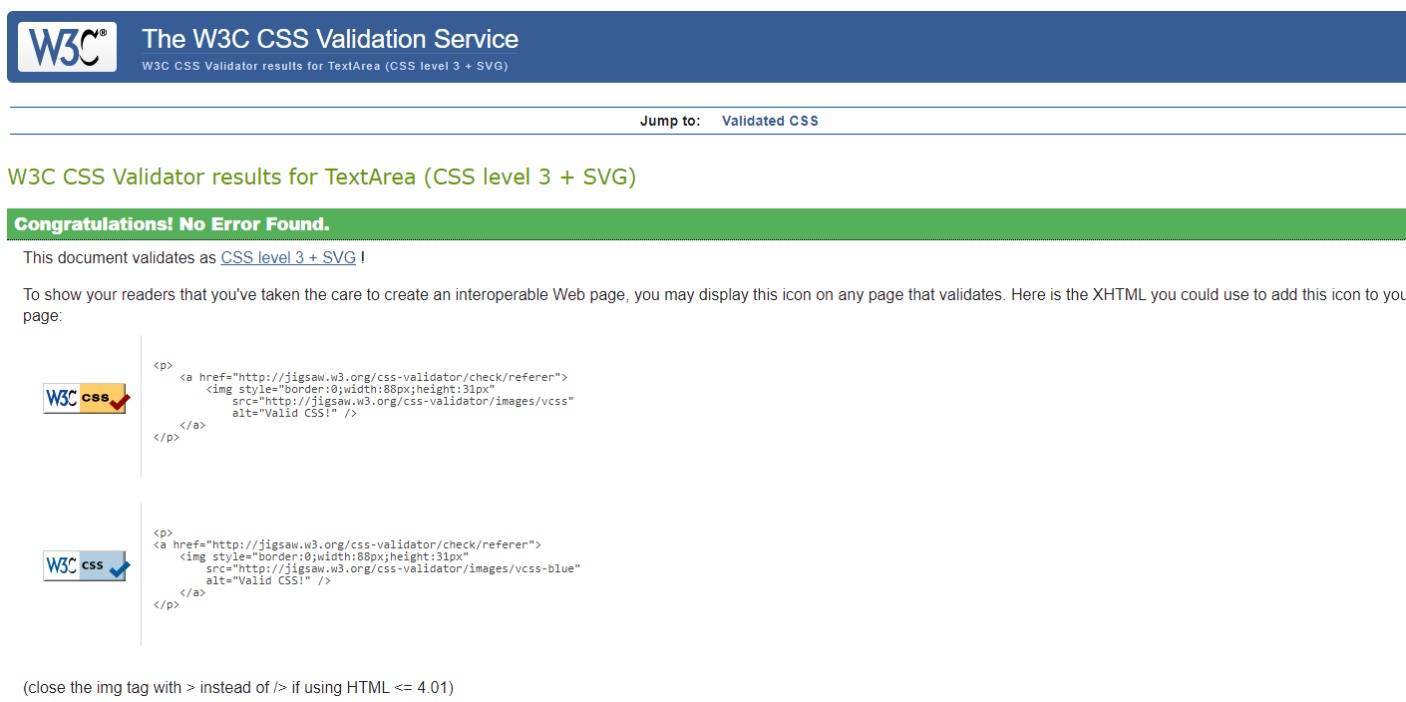 W3C®
The W3C CSS Validation Service
W3C CSS Validator results for TextArea (CSS level 3 + SVG)
Jump to: Validated CSS
W3C CSS Validator results for TextArea (CSS level 3 + SVG)
Congratulations! No Error Found.
This document validates as CSS level 3 + SVG !
To show your readers that you've taken the care to create an interoperable Web page, you may display this icon on any page that validates. Here is the XHTML you could use to add this icon to you
page:
W3C css
<p>
<a href="http://jigsaw.w3.org/css-validator/check/referer">
<img style="border:0;width:88px;height:31px"
src="http://jigsaw.w3.org/css-validator/images/vcss"
alt="Valid CSS!" />
</a>
</p>
W3C css
<p>
<a href="http://jigsaw.w3.org/css-validator/check/referer">
<img style="border:0;width:88px;height:31px"
src="http://jigsaw.w3.org/css-validator/images/vcss-blue"
alt="Valid CSS!" />
</a>
</p>
(close the img tag with > instead of /> if using HTML <= 4.01)